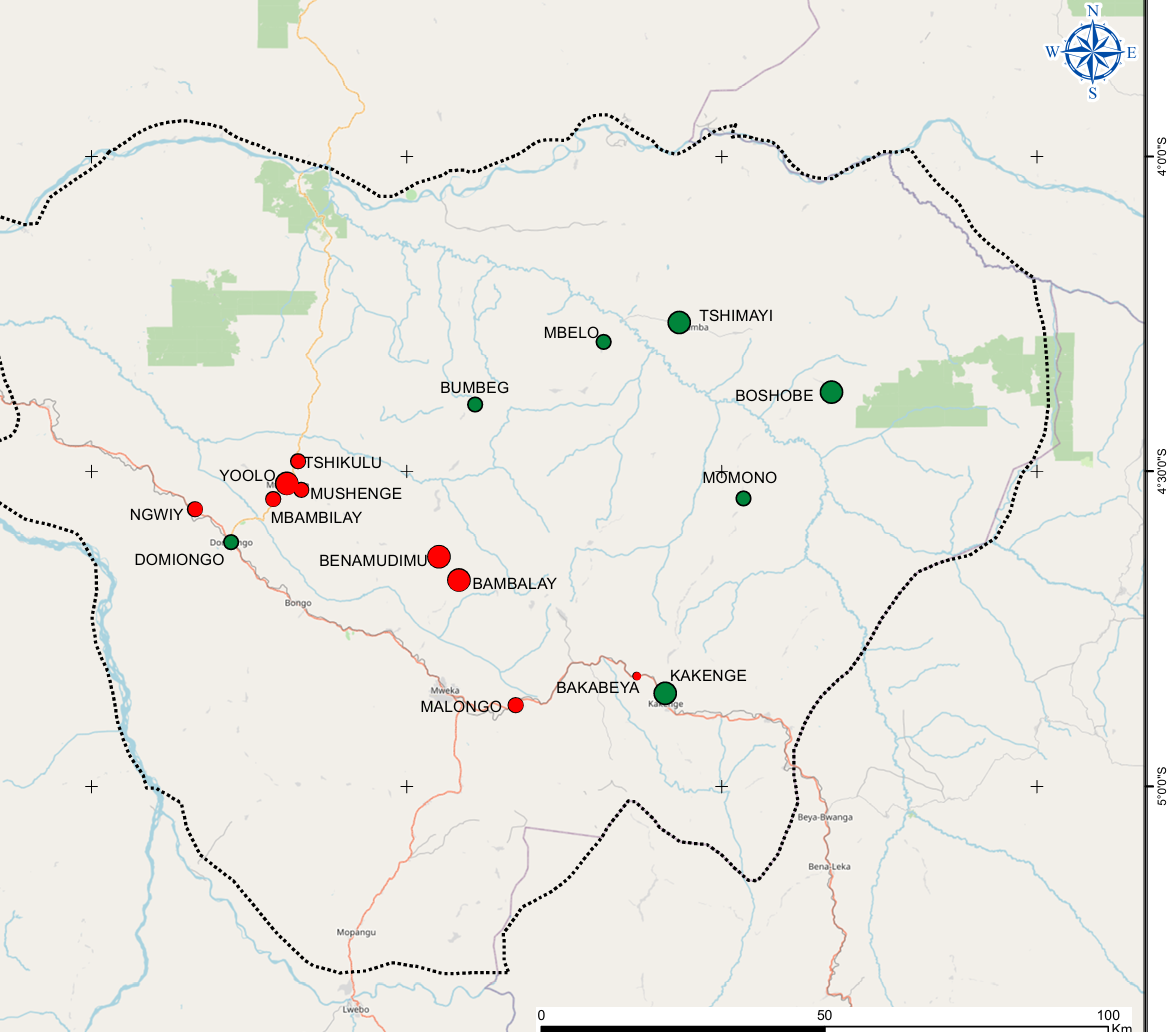 N
W E
S
4°0'0"S
TSHIMAYI
MBELO
BUMBEG
BOSHOBE
TSHIKULU
4°30'0"S
YOOLO
MOMONO
MUSHENGE
NGWIY
MBAMBILAY
DOMIONGO
BENAMUDIMU
BAMBALAY
Bongo
KAKENGE
BAKABEYA
Mweka
MALONGO
Kakenge
5°0'0"S
Beya-Bwanga
Bena-Leka
Mopangu
Lwebo
0 50 100
Km